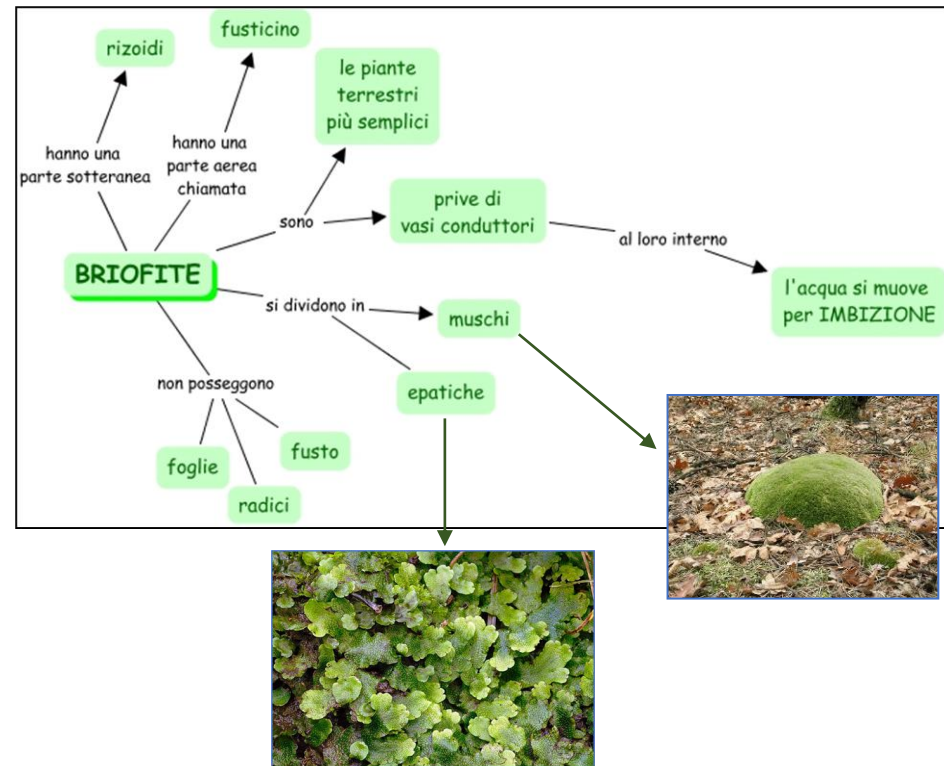 rizoidi
fusticino
le piante
terrestri
più semplici
hanno una
parte sotteranea
hanno una
parte aerea
chiamata
sono
prive di
vasi conduttori
al loro interno
l'acqua si muove
per IMBIZIONE
BRIOFITE
si dividono in
muschi
epatiche
non posseggono
foglie
radici
fusto